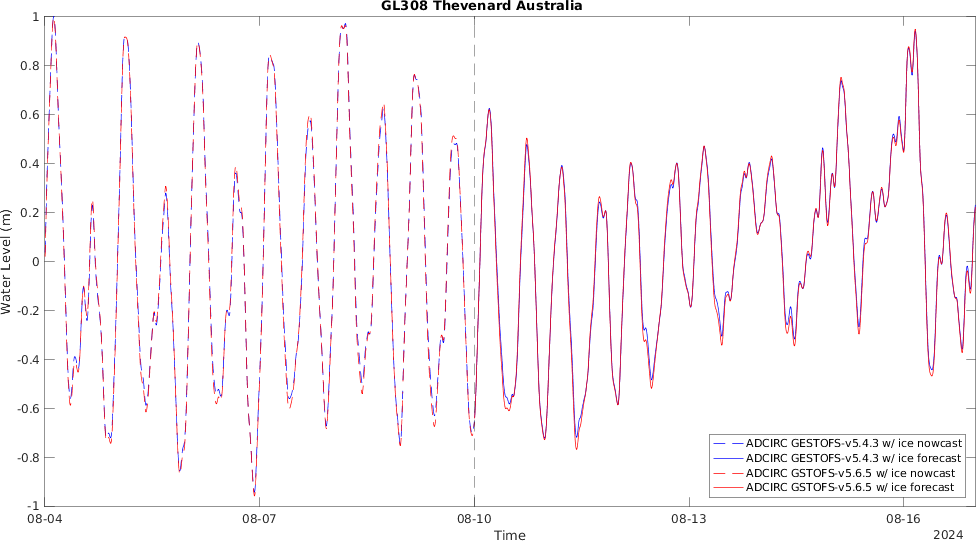 GL308 Thevenard Australia
1
0.8
0.6
0.4
0.2
0
-0.2
-0.4
-0.6
-0.8
-1
Water Level (m)
ADCIRC GESTOFS-v5.4.3 w/ ice nowcast
ADCIRC GESTOFS-v5.4.3 w/ ice forecast
ADCIRC GSTOFS-v5.6.5 w/ ice nowcast
ADCIRC GSTOFS-v5.6.5 w/ ice forecast
08-04 08-07 08-10 08-13 08-16
Time
2024